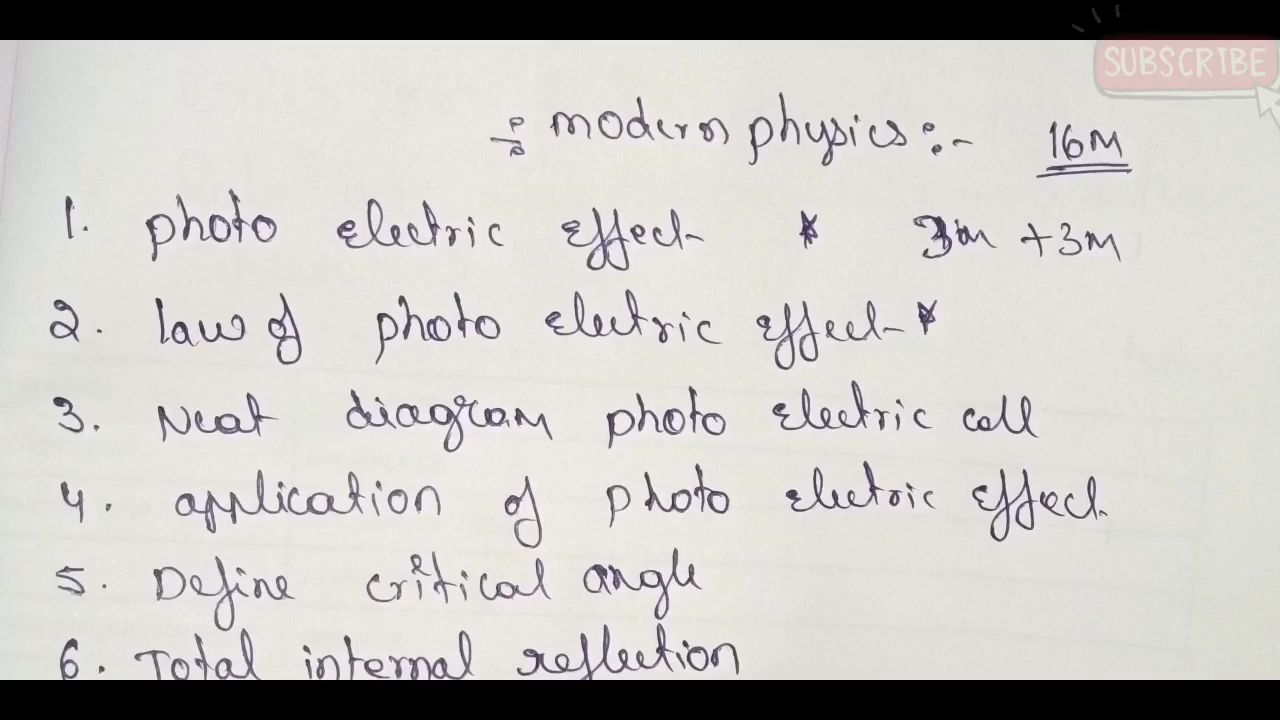 SUBSCRIBE
modern physics :- 16M
1. photo electric effect * 3m + 3M
2. law of photo electric effect *
3. Neat diagram photo electric cell
4. application of photo electric effect
5. Define critical angle
6. Total internal reflection